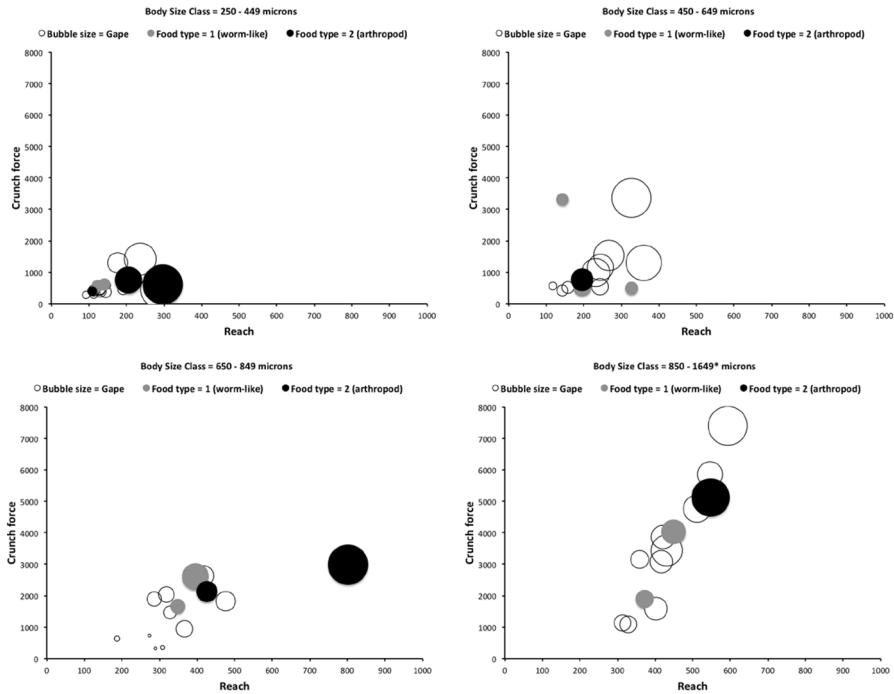 Body Size Class = 250 - 449 microns
Bubble size = Gape Food type = 1 (worm-like) Food type = 2 (arthropod)
8000
7000
6000
5000
4000
3000
2000
1000
0
Crunch force
0 100 200 300 400 500 600 700 800 900 1000
Reach
Body Size Class = 450 - 649 microns
Bubble size = Gape Food type = 1 (worm-like) Food type = 2 (arthropod)
8000
7000
6000
5000
4000
3000
2000
1000
0
Crunch force
0 100 200 300 400 500 600 700 800 900 1000
Reach
Body Size Class = 650 - 849 microns
Bubble size = Gape Food type = 1 (worm-like) Food type = 2 (arthropod)
8000
7000
6000
5000
4000
3000
2000
1000
0
Crunch force
0 100 200 300 400 500 600 700 800 900 1000
Reach
Body Size Class = 850 - 1649* microns
Bubble size = Gape Food type = 1 (worm-like) Food type = 2 (arthropod)
8000
7000
6000
5000
4000
3000
2000
1000
0
Crunch force
0 100 200 300 400 500 600 700 800 900 1000
Reach